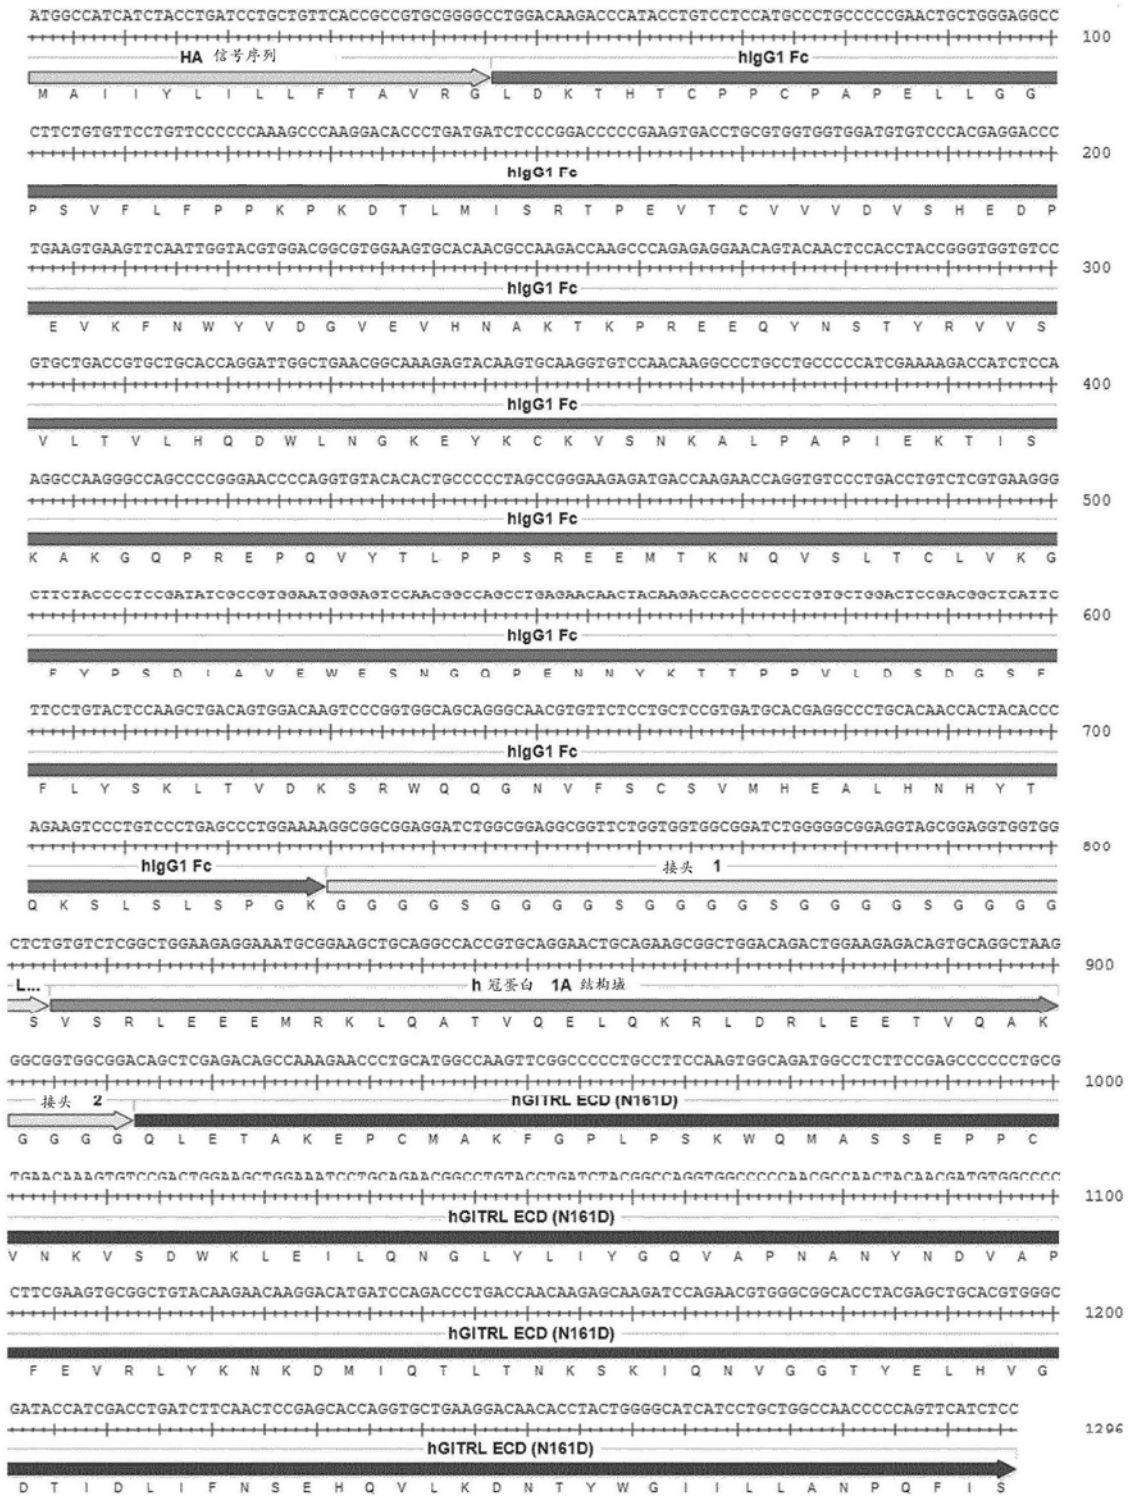 ATGGCCATCATCTACCTGATCCTGCTGTTCACCGCCGTGCGGGGCCTGGACAAGACCCATACCTGTCCTCCATGCCCTGCCCCCGAACTGCTGGGAGGCC
100
HA 信号序列 hIgG1 Fc
M A I I Y L I L L F T A V R G L D K T H T C P P C P A P E L L G G
CTTCTGTGTTCCTGTTCCCCCCAAAGCCCAAGGACACCCTGATGATCTCCCGGACCCCCGAAGTGACCTGCGTGGTGGTGGATGTGTCCCACGAGGACCC
200
hIgG1 Fc
P S V F L F P P K P K D T L M I S R T P E V T C V V V D V S H E D P
TGAAGTGAAGTTCAATTGGTACGTGGACGGCGTGGAAGTGCACAACGCCAAGACCAAGCCCAGAGAGGAACAGTACAACTCCACCTACCGGGTGGTGTCC
300
hIgG1 Fc
E V K F N W Y V D G V E V H N A K T K P R E E Q Y N S T Y R V V S
GTGCTGACCGTGCTGCACCAGGATTGGCTGAACGGCAAAGAGTACAAGTGCAAGGTGTCCAACAAGGCCCTGCCTGCCCCCATCGAAAAGACCATCTCCA
400
hIgG1 Fc
V L T V L H Q D W L N G K E Y K C K V S N K A L P A P I E K T I S
AGGCCAAGGGCCAGCCCCGGGAACCCCAGGTGTACACACTGCCCCCTAGCCGGGAAGAGATGACCAAGAACCAGGTGTCCCTGACCTGTCTCGTGAAGGG
500
hIgG1 Fc
K A K G Q P R E P Q V Y T L P P S R E E M T K N Q V S L T C L V K G
CTTCTACCCCTCCGATATCGCCGTGGAATGGGAGTCCAACGGCCAGCCTGAGAACAACTACAAGACCACCCCCCCTGTGCTGGACTCCGACGGCTCATTC
600
hIgG1 Fc
F Y P S D I A V E W E S N G Q P E N N Y K T T P P V L D S D G S F
TTCCTGTACTCCAAGCTGACAGTGGACAAGTCCCGGTGGCAGCAGGGCAACGTGTTCTCCTGCTCCGTGATGCACGAGGCCCTGCACAACCACTACACCC
700
hIgG1 Fc
F L Y S K L T V D K S R W Q Q G N V F S C S V M H E A L H N H Y T
AGAAGTCCCTGTCCCTGAGCCCTGGAAAAGGCGGCGGAGGATCTGGCGGAGGCGGTTCTGGTGGTGGCGGATCTGGGGGCGGAGGTAGCGGAGGTGGTGG
800
hIgG1 Fc 接头 1
Q K S L S L S P G K G G G G S G G G G S G G G G S G G G G S G G G G
CTCTGTGTCTCGGCTGGAAGAGGAAATGCGGAAGCTGCAGGCCACCGTGCAGGAACTGCAGAAGCGGCTGGACAGACTGGAAGAGACAGTGCAGGCTAAG
900
L... h 冠蛋白 1A 结构域
S V S R L E E E M R K L Q A T V Q E L Q K R L D R L E E T V Q A K
GGCGGTGGCGGACAGCTCGAGACAGCCAAAGAACCCTGCATGGCCAAGTTCGGCCCCCTGCCTTCCAAGTGGCAGATGGCCTCTTCCGAGCCCCCCTGCG
1000
接头 2 hGITRL ECD (N161D)
G G G G Q L E T A K E P C M A K F G P L P S K W Q M A S S E P P C
TGAACAAAGTGTCCGACTGGAAGCTGGAAATCCTGCAGAACGGCCTGTACCTGATCTACGGCCAGGTGGCCCCCAACGCCAACTACAACGATGTGGCCCC
1100
hGITRL ECD (N161D)
V N K V S D W K L E I L Q N G L Y L I Y G Q V A P N A N Y N D V A P
CTTCGAAGTGCGGCTGTACAAGAACAAGGACATGATCCAGACCCTGACCAACAAGAGCAAGATCCAGAACGTGGGCGGCACCTACGAGCTGCACGTGGGC
1200
hGITRL ECD (N161D)
F E V R L Y K N K D M I Q T L T N K S K I Q N V G G T Y E L H V G
GATACCATCGACCTGATCTTCAACTCCGAGCACCAGGTGCTGAAGGACAACACCTACTGGGGCATCATCCTGCTGGCCAACCCCCAGTTCATCTCC
1296
hGITRL ECD (N161D)
D T I D L I F N S E H Q V L K D N T Y W G I I L L A N P Q F I S